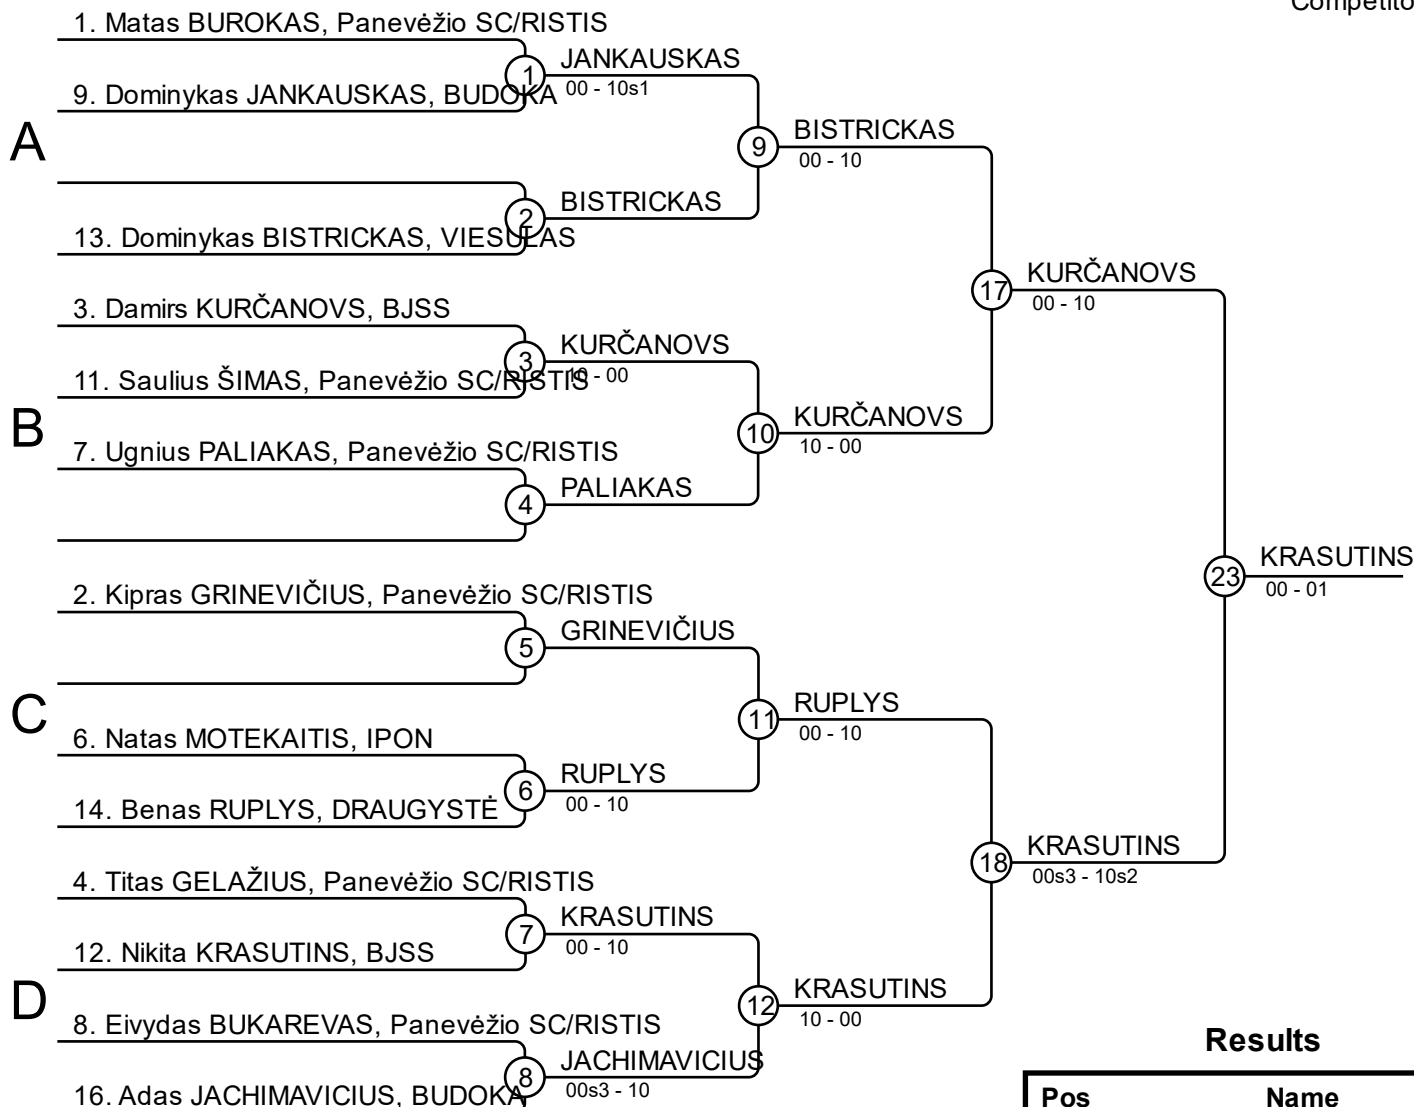 Competito
1. Matas BUROKAS, Panevėžio SC/RISTIS
1
JANKAUSKAS
00 - 10s1
9. Dominykas JANKAUSKAS, BUDOKA
A
9
BISTRICKAS
00 - 10
2
BISTRICKAS
13. Dominykas BISTRICKAS, VIESULAS
17
KURČANOVS
00 - 10
3. Damirs KURČANOVS, BJSS
3
KURČANOVS
10 - 00
11. Saulius ŠIMAS, Panevėžio SC/RISTIS
B
10
KURČANOVS
10 - 00
7. Ugnius PALIAKAS, Panevėžio SC/RISTIS
4
PALIAKAS
23
KRASUTINS
00 - 01
2. Kipras GRINEVIČIUS, Panevėžio SC/RISTIS
5
GRINEVIČIUS
C
11
RUPLYS
00 - 10
6. Natas MOTEKAITIS, IPON
6
RUPLYS
00 - 10
14. Benas RUPLYS, DRAUGYSTĖ
18
KRASUTINS
00s3 - 10s2
4. Titas GELAŽIUS, Panevėžio SC/RISTIS
7
KRASUTINS
00 - 10
12. Nikita KRASUTINS, BJSS
D
12
KRASUTINS
10 - 00
8. Eivydas BUKAREVAS, Panevėžio SC/RISTIS
8
JACHIMAVICIUS
00s3 - 10
16. Adas JACHIMAVICIUS, BUDOKA
Results
Pos Name